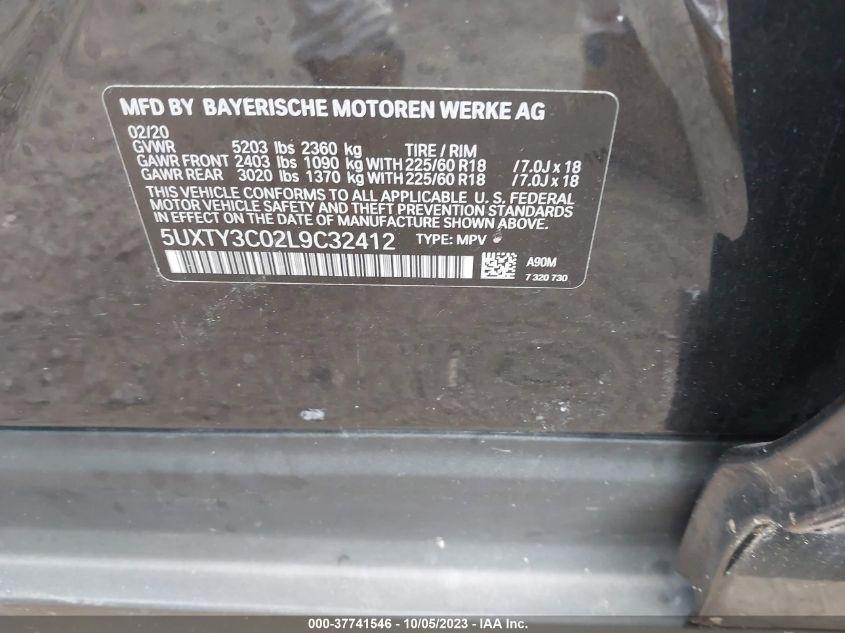 MFD BY BAYERISCHE MOTOREN WERKE AG
02/20
GVWR 5203 lbs 2360 kg TIRE / RIM
GAWR FRONT 2403 lbs 1090 kg WITH 225/60 R18 /7.0J x 18
GAWR REAR 3020 lbs 1370 kg WITH 225/60 R18 /7.0J x 18
THIS VEHICLE CONFORMS TO ALL APPLICABLE U. S. FEDERAL
MOTOR VEHICLE SAFETY AND THEFT PREVENTION STANDARDS
IN EFFECT ON THE DATE OF MANUFACTURE SHOWN ABOVE.
5UXTY3C02L9C32412 TYPE: MPV
A90M
7 320 730
000-37741546 - 10/05/2023 - IAA Inc.